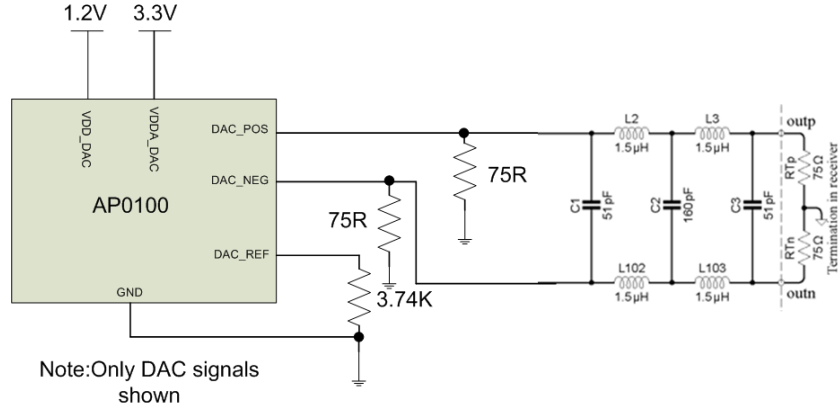 1.2V
3.3V
VDD_DAC
VDDA_DAC
DAC_POS
DAC_NEG
AP0100
DAC_REF
GND
75R
75R
3.74K
L2
1.5µH
L3
1.5µH
outp
C1
51pF
C2
160pF
C3
51pF
RTp
75Ω
RTn
75Ω
Termination in receiver
L102
1.5µH
L103
1.5µH
outn
Note:Only DAC signals
shown